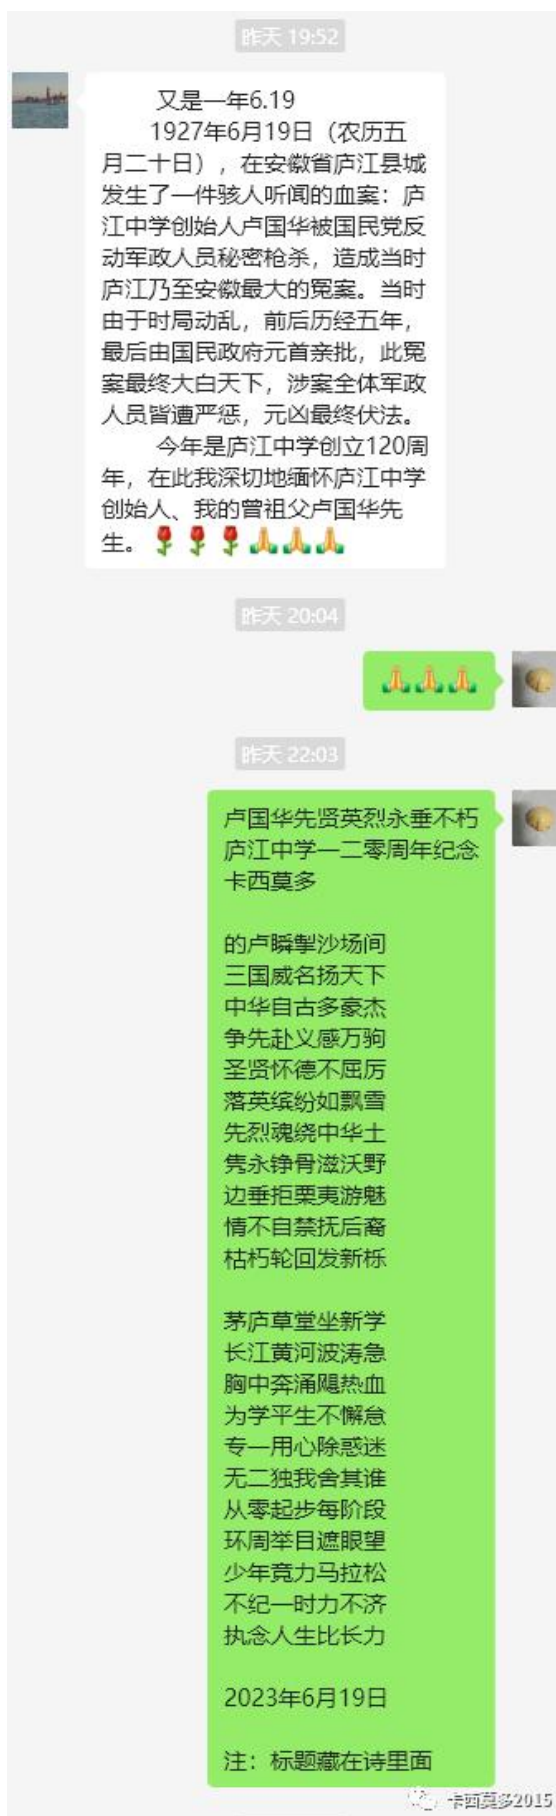 昨天 19:52
又是一年6.19
1927年6月19日（农历五
月二十日），在安徽省庐江县城
发生了一件骇人听闻的血案：庐
江中学创始人卢国华被国民党反
动军政人员秘密枪杀，造成当时
庐江乃至安徽最大的冤案。当时
由于时局动乱，前后历经五年，
最后由国民政府元首亲批，此冤
案最终大白天下，涉案全体军政
人员皆遭严惩，元凶最终伏法。
今年是庐江中学创立120周
年，在此我深切地缅怀庐江中学
创始人、我的曾祖父卢国华先
生。🌹🌹🌹🙏🙏🙏
昨天 20:04
🙏🙏🙏
昨天 22:03
卢国华先贤英烈永垂不朽
庐江中学一二零周年纪念
卡西莫多
的卢瞬掣沙场间
三国威名扬天下
中华自古多豪杰
争先赴义感万驹
圣贤怀德不屈厉
落英缤纷如飘雪
先烈魂绕中华土
隽永铮骨滋沃野
边垂拒栗夷游魅
情不自禁抚后裔
枯朽轮回发新栎
茅庐草堂坐新学
长江黄河波涛急
胸中奔涌飓热血
为学平生不懈怠
专一用心除惑迷
无二独我舍其谁
从零起步每阶段
环周举目遮眼望
少年竟力马拉松
不纪一时力不济
执念人生比长力
2023年6月19日
注：标题藏在诗里面
卡西莫多2015